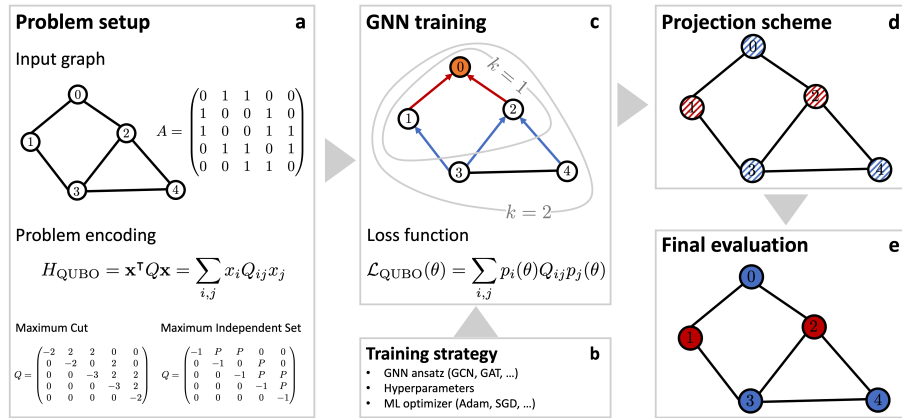 Problem setup a
Input graph
0
1
2
3
4
A = ( 0 1 1 0 0
1 0 0 1 0
1 0 0 1 1
0 1 1 0 1
0 0 1 1 0 )
Problem encoding
H_QUBO = x^⊤Qx = ∑_{i,j} x_i Q_ij x_j
Maximum Cut
Q = ( −2 2 2 0 0
0 −2 0 2 0
0 0 −3 2 2
0 0 0 −3 2
0 0 0 0 −2 )
Maximum Independent Set
Q = ( −1 P P 0 0
0 −1 0 P 0
0 0 −1 P P
0 0 0 −1 P
0 0 0 0 −1 )
GNN training c
0
k = 1
1
2
3
4
k = 2
Loss function
ℒ_QUBO(θ) = ∑_{i,j} p_i(θ)Q_ij p_j(θ)
Training strategy b
• GNN ansatz (GCN, GAT, …)
• Hyperparameters
• ML optimizer (Adam, SGD, …)
Projection scheme d
0
1
2
3
4
Final evaluation e
0
1
2
3
4